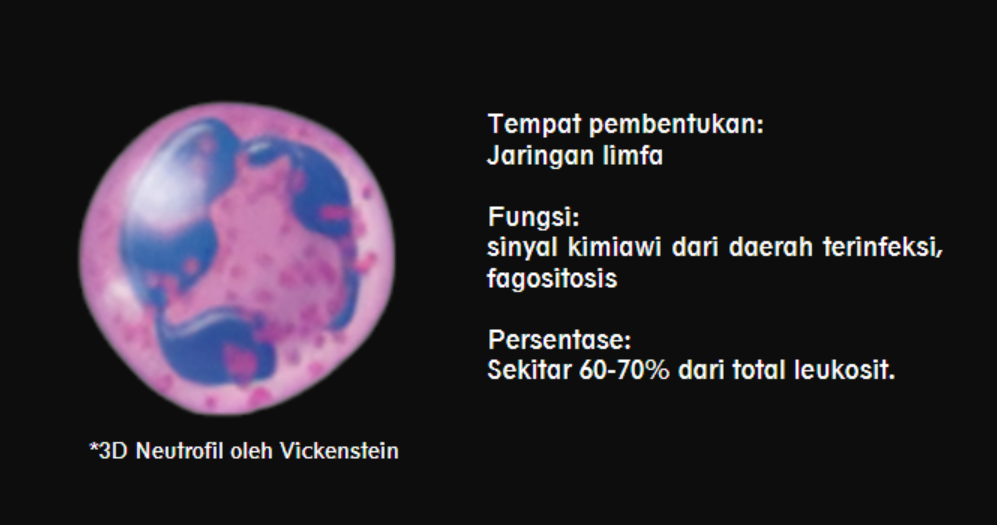 Tempat pembentukan:
Jaringan limfa
Fungsi:
sinyal kimiawi dari daerah terinfeksi,
fagositosis
Persentase:
Sekitar 60-70% dari total leukosit.
*3D Neutrofil oleh Vickenstein